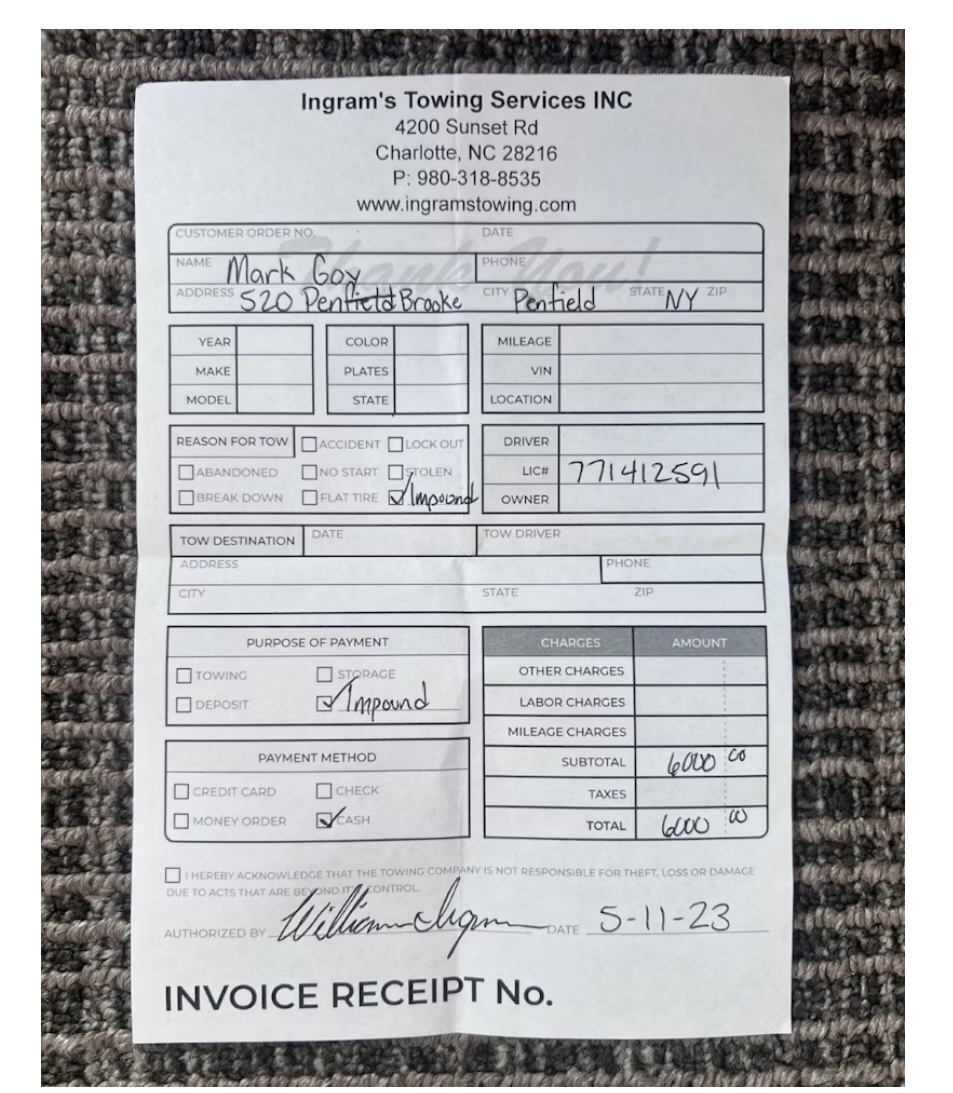 Ingram's Towing Services INC
4200 Sunset Rd
Charlotte, NC 28216
P: 980-318-8535
www.ingramstowing.com
Thank You!
CUSTOMER ORDER NO. DATE
NAME Mark Goy PHONE
ADDRESS 520 Penfield Brooke CITY Penfield STATE NY ZIP
YEAR COLOR MILEAGE
MAKE PLATES VIN
MODEL STATE LOCATION
REASON FOR TOW ACCIDENT LOCK OUT DRIVER
ABANDONED NO START STOLEN LIC# 771412591
BREAK DOWN FLAT TIRE Impound OWNER
TOW DESTINATION DATE TOW DRIVER
ADDRESS PHONE
CITY STATE ZIP
PURPOSE OF PAYMENT CHARGES AMOUNT
TOWING STORAGE OTHER CHARGES
DEPOSIT Impound LABOR CHARGES
MILEAGE CHARGES
PAYMENT METHOD SUBTOTAL 6000 00
CREDIT CARD CHECK TAXES
MONEY ORDER CASH TOTAL 6000 00
I HEREBY ACKNOWLEDGE THAT THE TOWING COMPANY IS NOT RESPONSIBLE FOR THEFT, LOSS OR DAMAGE
DUE TO ACTS THAT ARE BEYOND IT CONTROL.
AUTHORIZED BY William Ingram DATE 5-11-23
INVOICE RECEIPT No.